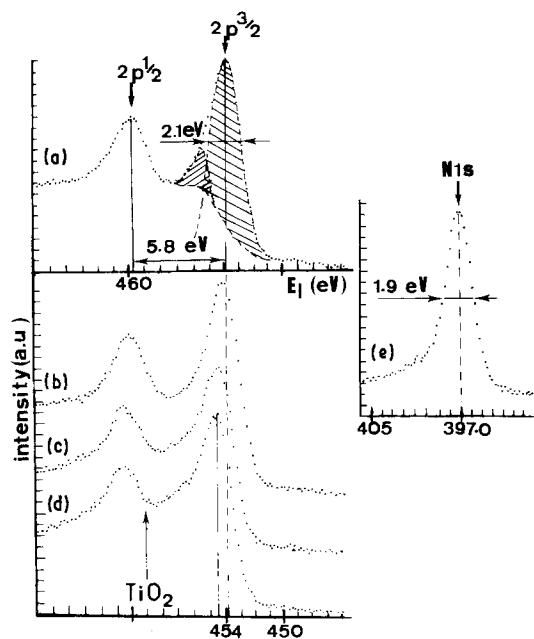 2p3/2
2p1/2
2.1eV
(a)
5.8 eV
460
EI (eV)
N1s
1.9 eV
(e)
405
397.0
intensity(a.u)
(b)
(c)
(d)
TiO2
454
450